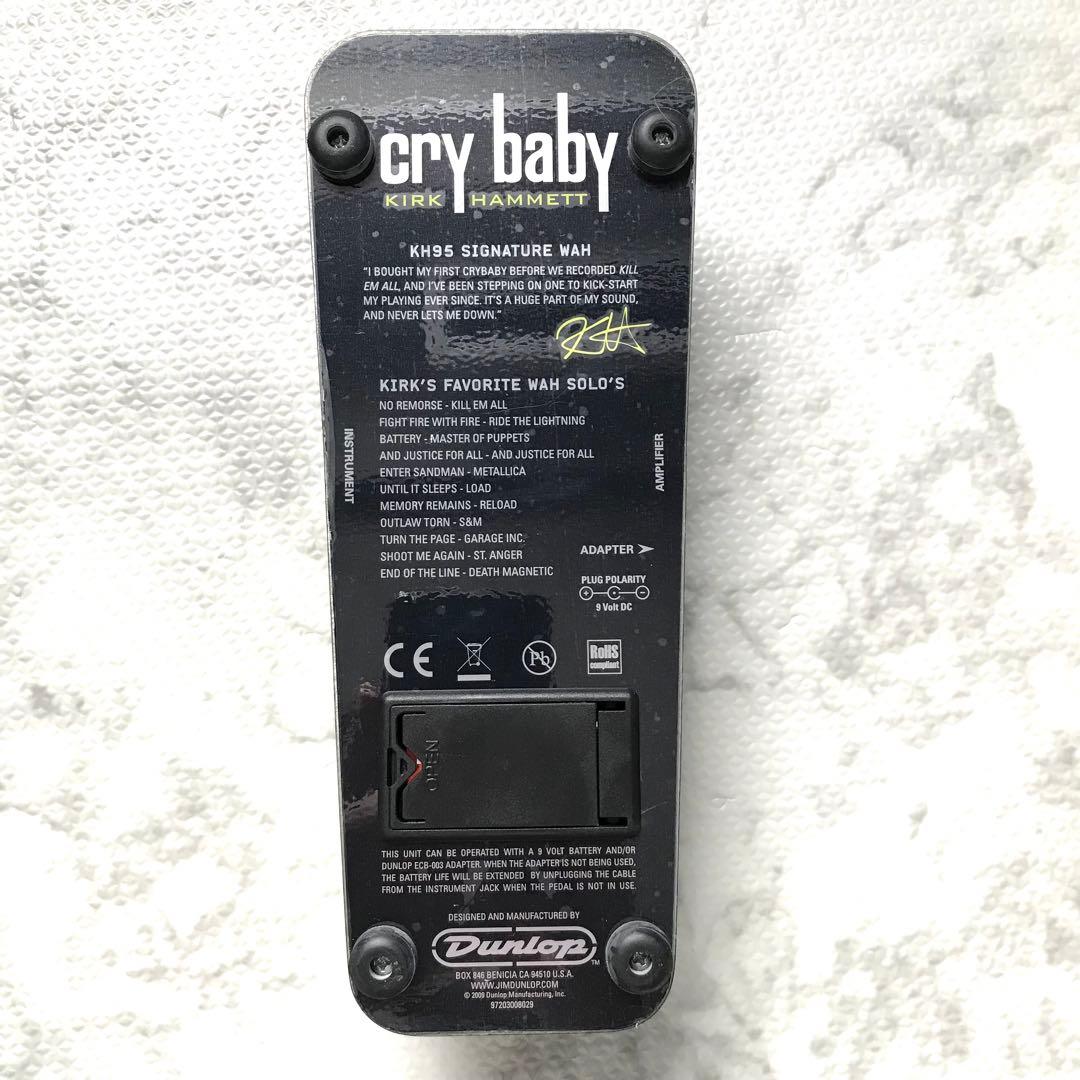 cry baby
KIRK HAMMETT
KH95 SIGNATURE WAH
"I BOUGHT MY FIRST CRYBABY BEFORE WE RECORDED KILL
EM ALL, AND I'VE BEEN STEPPING ON ONE TO KICK-START
MY PLAYING EVER SINCE. IT'S A HUGE PART OF MY SOUND,
AND NEVER LETS ME DOWN."
KIRK'S FAVORITE WAH SOLO'S
NO REMORSE - KILL EM ALL
FIGHT FIRE WITH FIRE - RIDE THE LIGHTNING
BATTERY - MASTER OF PUPPETS
AND JUSTICE FOR ALL - AND JUSTICE FOR ALL
ENTER SANDMAN - METALLICA
UNTIL IT SLEEPS - LOAD
MEMORY REMAINS - RELOAD
OUTLAW TORN - S&M
TURN THE PAGE - GARAGE INC.
SHOOT ME AGAIN - ST. ANGER
END OF THE LINE - DEATH MAGNETIC
INSTRUMENT
AMPLIFIER
ADAPTER
PLUG POLARITY
9 Volt DC
CE
Pb
RoHS
compliant
OPEN
THIS UNIT CAN BE OPERATED WITH A 9 VOLT BATTERY AND/OR
DUNLOP ECB-003 ADAPTER. WHEN THE ADAPTER IS NOT BEING USED,
THE BATTERY LIFE WILL BE EXTENDED BY UNPLUGGING THE CABLE
FROM THE INSTRUMENT JACK WHEN THE PEDAL IS NOT IN USE.
DESIGNED AND MANUFACTURED BY
Dunlop TM
BOX 846 BENICIA CA 94510 U.S.A.
WWW.JIMDUNLOP.COM
© 2009 Dunlop Manufacturing, Inc.
97203008029